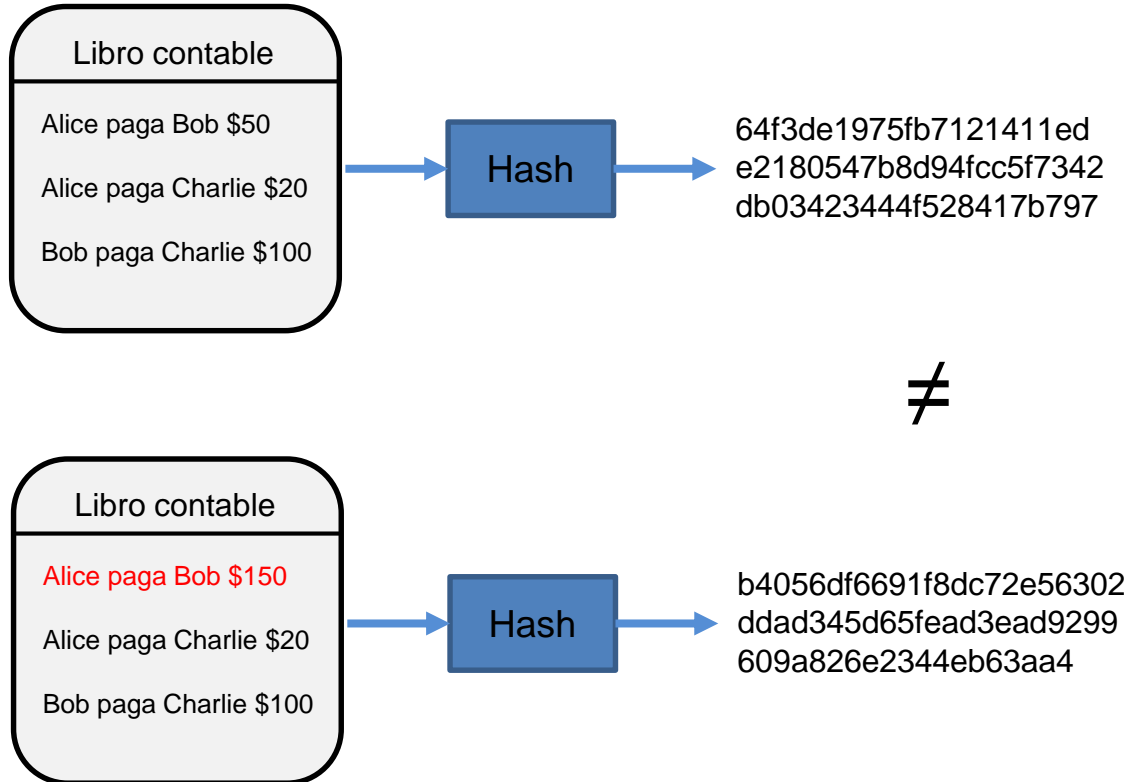 Libro contable
Alice paga Bob $50
Alice paga Charlie $20
Bob paga Charlie $100
Hash
64f3de1975fb7121411ed
e2180547b8d94fcc5f7342
db03423444f528417b797
≠
Libro contable
Alice paga Bob $150
Alice paga Charlie $20
Bob paga Charlie $100
Hash
b4056df6691f8dc72e56302
ddad345d65fead3ead9299
609a826e2344eb63aa4